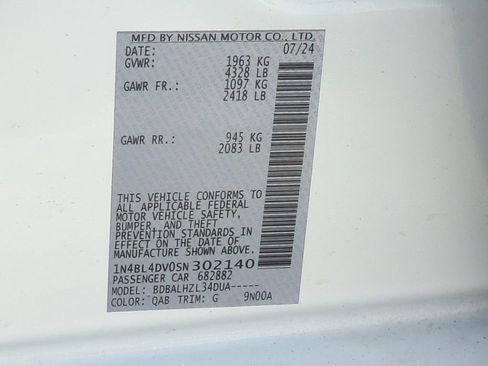 MFD BY NISSAN MOTOR CO., LTD.
DATE: 07/24
GVWR: 1963 KG
4328 LB
GAWR FR.: 1097 KG
2418 LB
GAWR RR.: 945 KG
2083 LB
THIS VEHICLE CONFORMS TO
ALL APPLICABLE FEDERAL
MOTOR VEHICLE SAFETY,
BUMPER, AND THEFT
PREVENTION STANDARDS IN
EFFECT ON THE DATE OF
MANUFACTURE SHOWN ABOVE.
1N4BL4DV0SN302140
PASSENGER CAR 682882
MODEL: BDBALHZL34DUA-----
COLOR: QAB TRIM: G 9N00A